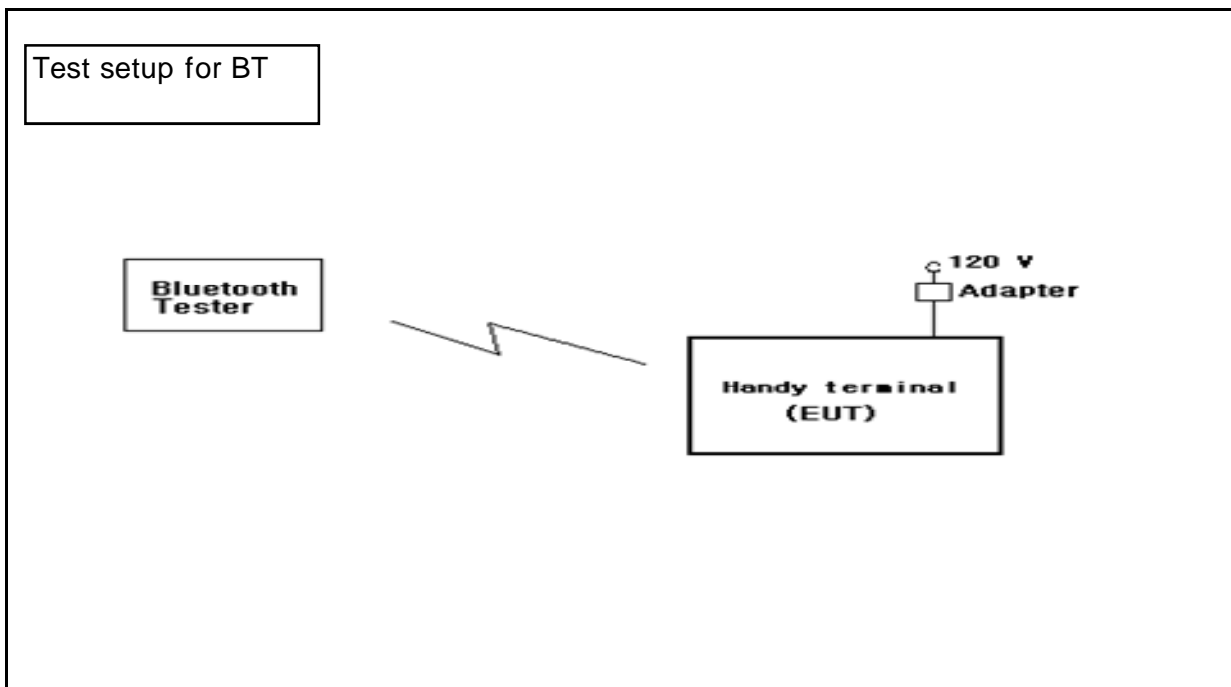 Test setup for BT
Bluetooth
Tester
120 V
Adapter
Handy terminal
(EUT)